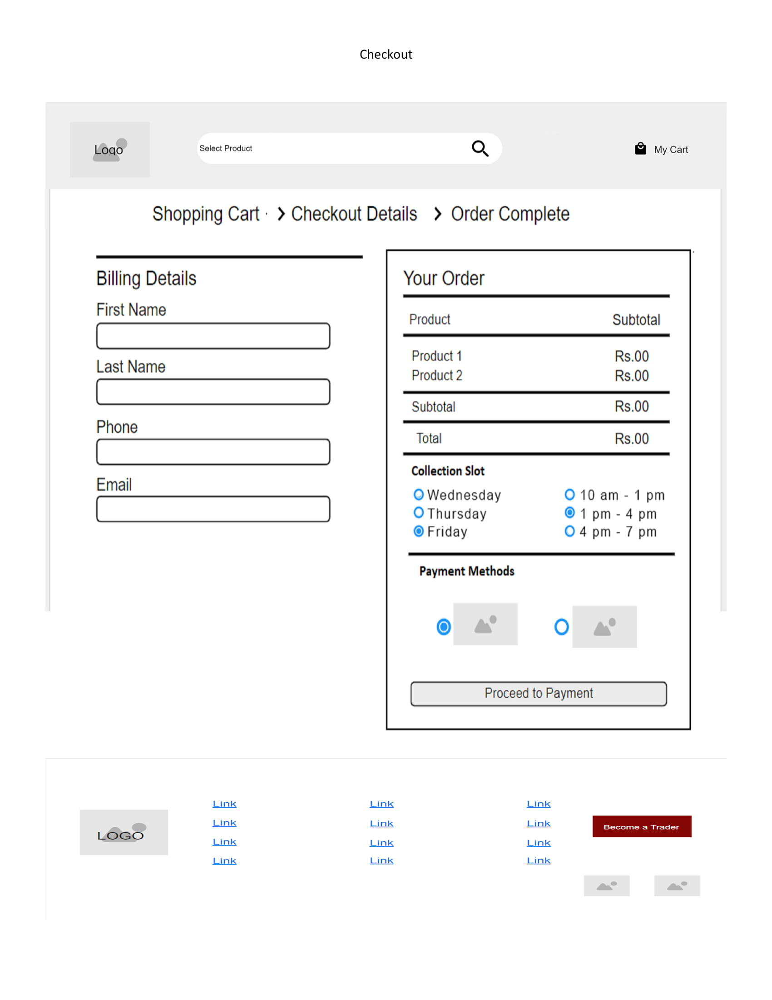 Checkout
Logo
Select Product
My Cart
Shopping Cart > Checkout Details > Order Complete
Billing Details
First Name
Last Name
Phone
Email
Your Order
Product Subtotal
Product 1 Rs.00
Product 2 Rs.00
Subtotal Rs.00
Total Rs.00
Collection Slot
Wednesday 10 am - 1 pm
Thursday 1 pm - 4 pm
Friday 4 pm - 7 pm
Payment Methods
Proceed to Payment
LOGO
Link Link Link
Link Link Link
Link Link Link
Link Link Link
Become a Trader